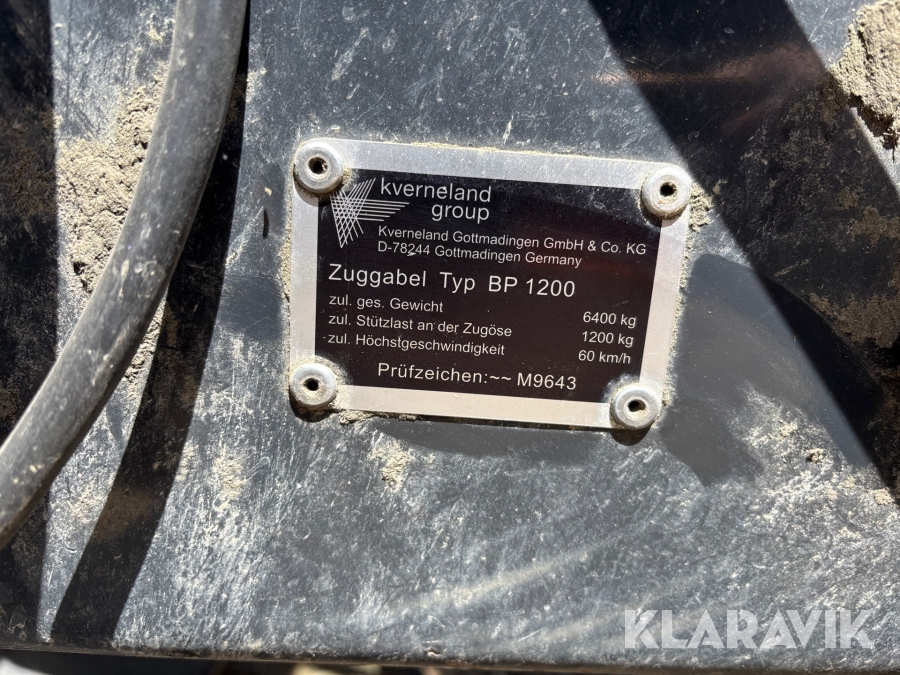 kverneland
group
Kverneland Gottmadingen GmbH & Co. KG
D-78244 Gottmadingen Germany
Zuggabel Typ BP 1200
zul. ges. Gewicht 6400 kg
zul. Stützlast an der Zugöse 1200 kg
zul. Höchstgeschwindigkeit 60 km/h
Prüfzeichen:~~ M9643
KLARAVIK